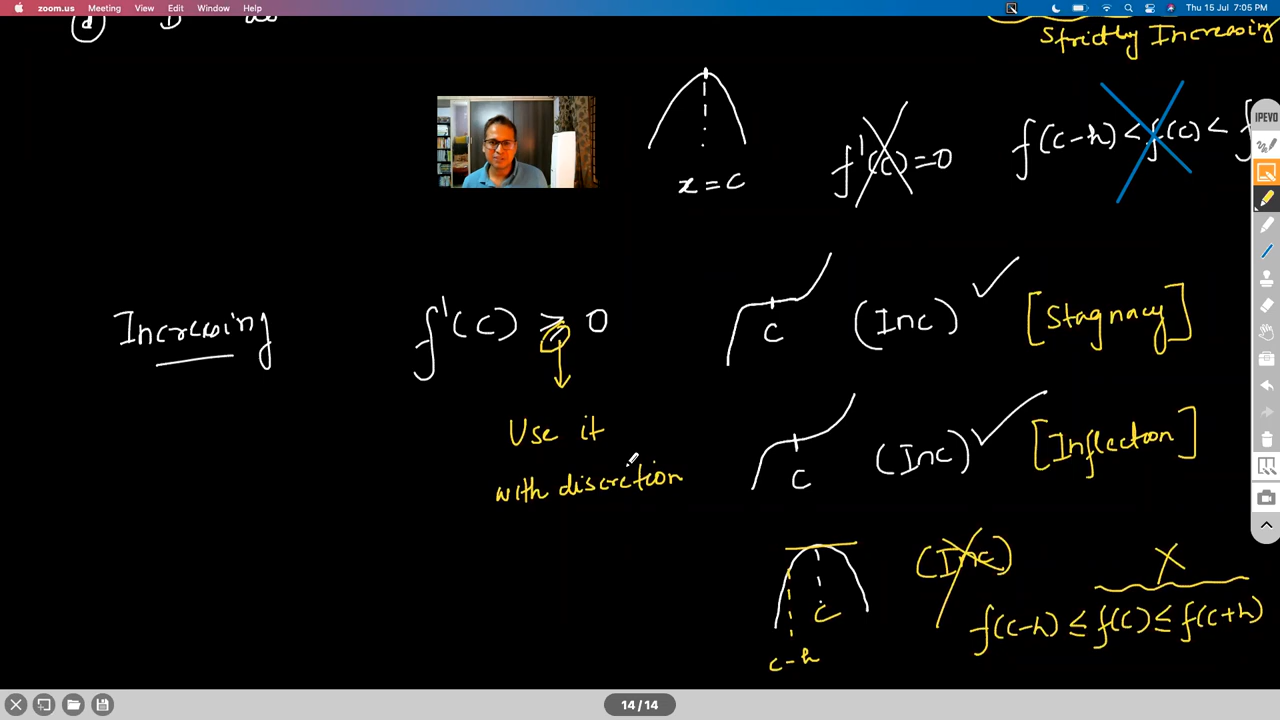 zoom.us Meeting View Edit Window Help Thu 15 Jul 7:05 PM
(d)
Strictly Increasing
x = c
f'(c) = 0
f(c-h) < f(c) < f
IPEVO
Increasing
f'(c) ≥ 0
C
(Inc) ✓ [Stagnacy]
Use it
with discretion
C
(Inc) ✓ [Inflection]
C
c-h
(Inc)
X
f(c-h) ≤ f(c) ≤ f(c+h)
14 / 14